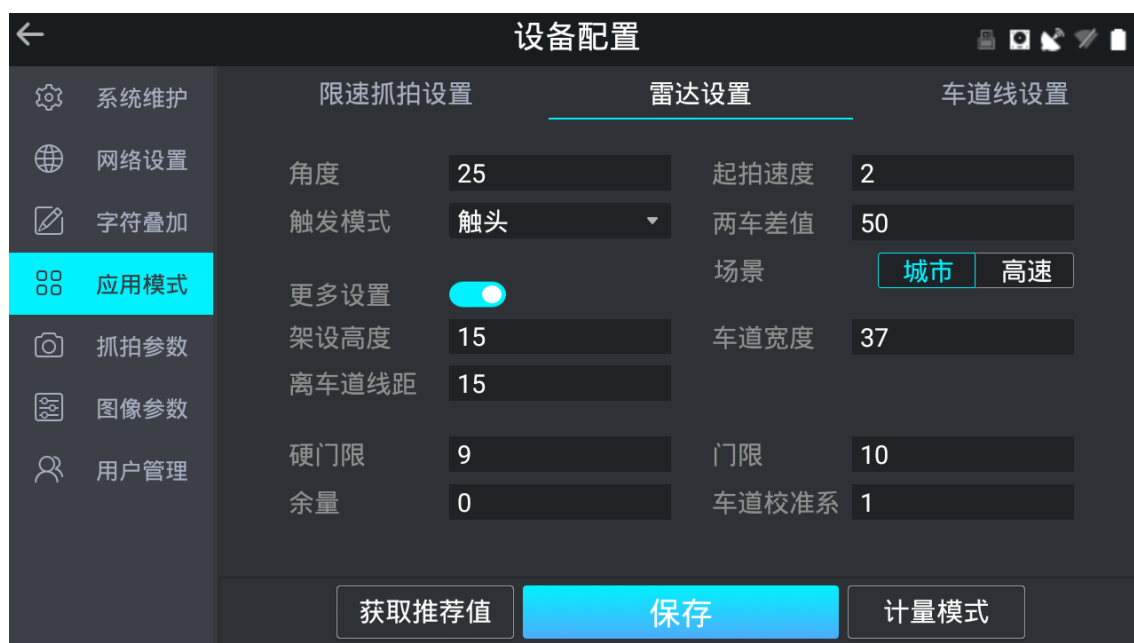 设备配置
系统维护
网络设置
字符叠加
应用模式
抓拍参数
图像参数
用户管理
限速抓拍设置 雷达设置 车道线设置
角度 25 起拍速度 2
触发模式 触头 两车差值 50
场景 城市 高速
更多设置
架设高度 15 车道宽度 37
离车道线距 15
硬门限 9 门限 10
余量 0 车道校准系 1
获取推荐值 保存 计量模式